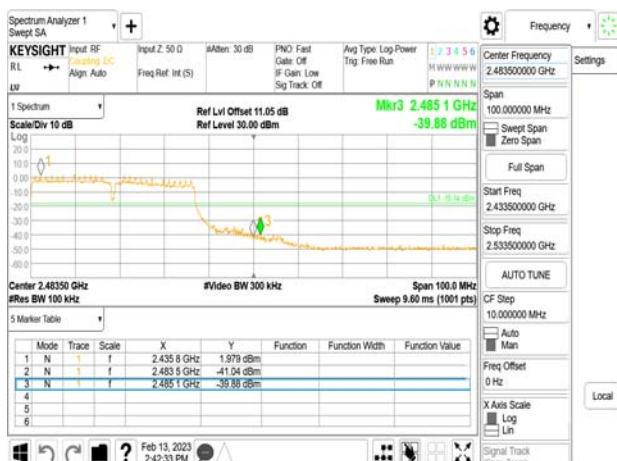 Spectrum Analyzer 1
Swept SA
+
Frequency
KEYSIGHT
RL
Input: RF
Coupling: DC
Align: Auto
Input Z: 50 Ω
Freq Ref: Int (S)
#Atten: 30 dB
PNO: Fast
Gate: Off
IF Gain: Low
Sig Track: Off
Avg Type: Log-Power
Trig: Free Run
1 2 3 4 5 6
M W W W W W
P N N N N N
1 Spectrum
Scale/Div 10 dB
Ref Lvl Offset 11.05 dB
Ref Level 30.00 dBm
Mkr3 2.485 1 GHz
-39.88 dBm
Log
20.0
10.0
0.00
-10.0
-20.0
-30.0
-40.0
-50.0
-60.0
1
3
Center 2.48350 GHz
#Res BW 100 kHz
#Video BW 300 kHz
Span 100.0 MHz
Sweep 9.60 ms (1001 pts)
5 Marker Table
Mode Trace Scale X Y Function Function Width Function Value
1 N 1 f 2.435 8 GHz 1.979 dBm
2 N 1 f 2.483 5 GHz -41.04 dBm
3 N 1 f 2.485 1 GHz -39.88 dBm
4
5
6
Feb 13, 2023
2:42:33 PM
Center Frequency
2.483500000 GHz
Settings
Span
100.000000 MHz
Swept Span
Zero Span
Full Span
Start Freq
2.433500000 GHz
Stop Freq
2.533500000 GHz
AUTO TUNE
CF Step
10.000000 MHz
Auto
Man
Freq Offset
0 Hz
Local
X Axis Scale
Log
Lin
Signal Track